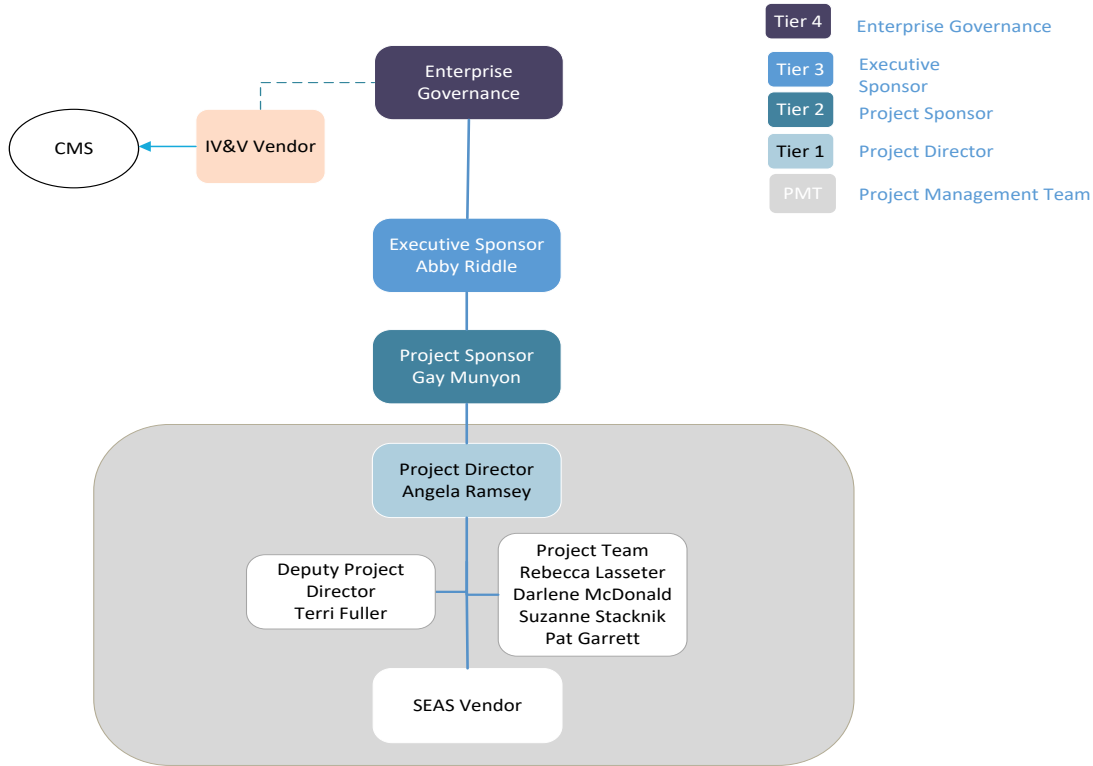 Tier 4
Enterprise Governance
Tier 3
Executive
Sponsor
Tier 2
Project Sponsor
Tier 1
Project Director
PMT
Project Management Team
Enterprise
Governance
CMS
IV&V Vendor
Executive Sponsor
Abby Riddle
Project Sponsor
Gay Munyon
Project Director
Angela Ramsey
Deputy Project
Director
Terri Fuller
Project Team
Rebecca Lasseter
Darlene McDonald
Suzanne Stacknik
Pat Garrett
SEAS Vendor